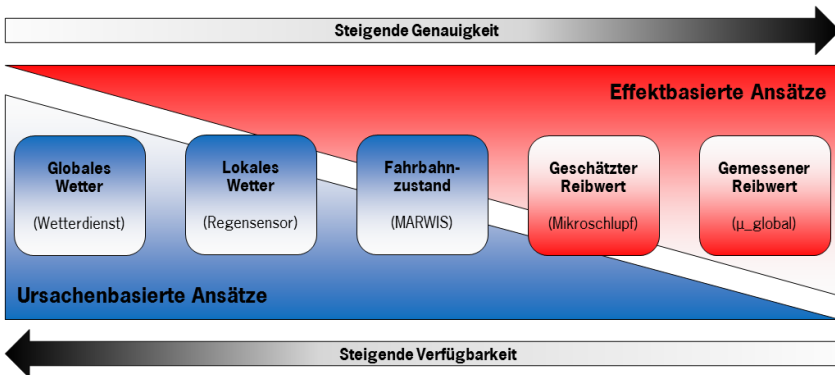 Steigende Genauigkeit
Effektbasierte Ansätze
Globales
Wetter
(Wetterdienst)
Lokales
Wetter
(Regensensor)
Fahrbahn-
zustand
(MARWIS)
Geschätzter
Reibwert
(Mikroschlupf)
Gemessener
Reibwert
(µ_global)
Ursachenbasierte Ansätze
Steigende Verfügbarkeit